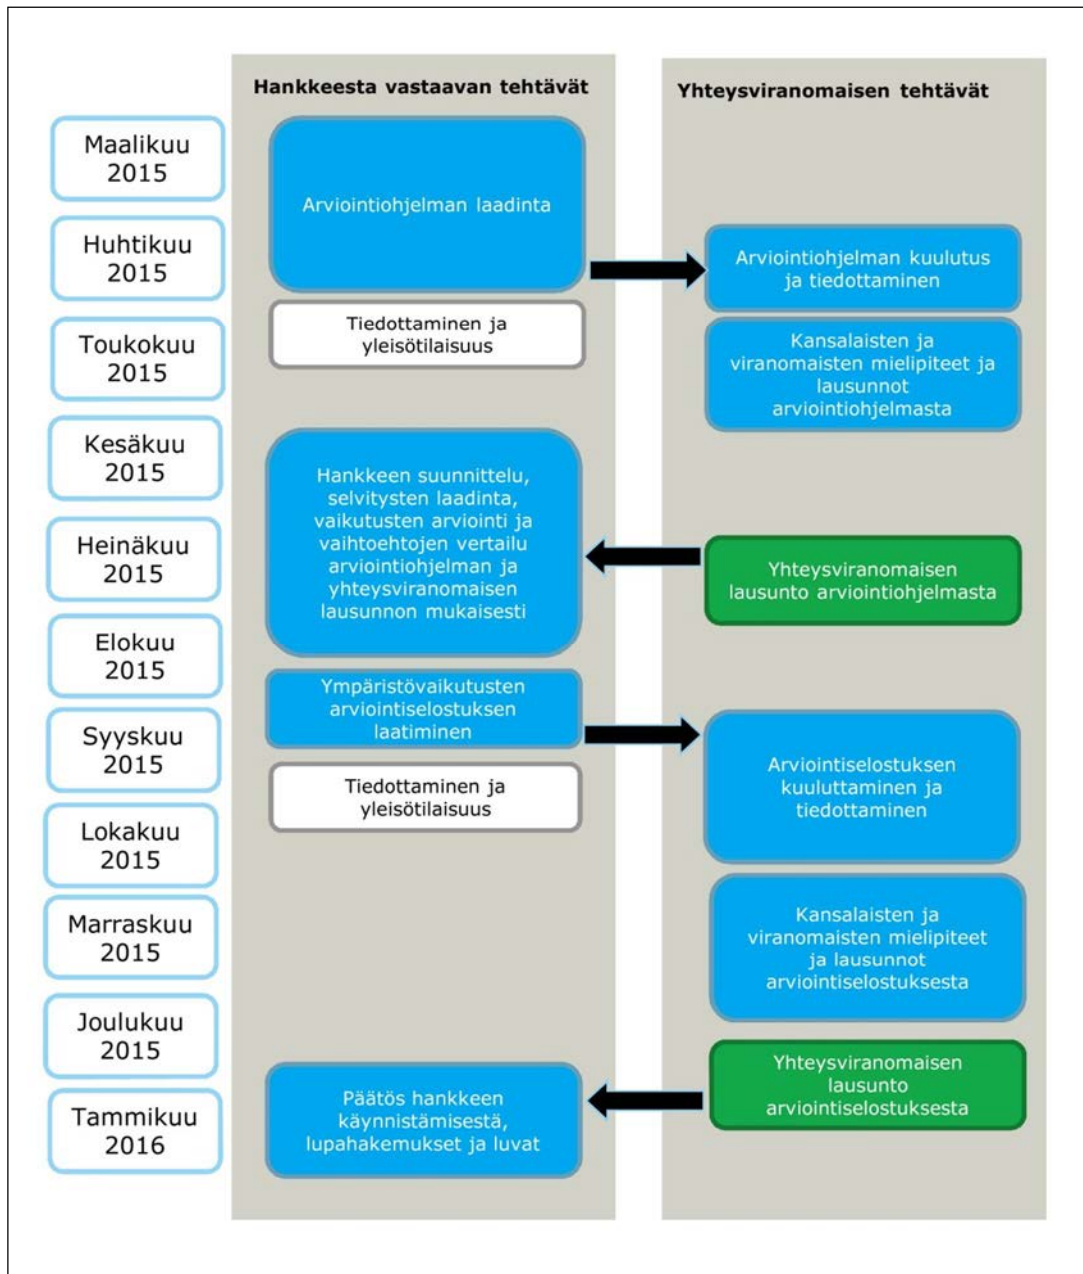 Hankkeesta vastaavan tehtävät
Yhteysviranomaisen tehtävät
Maalikuu
2015
Huhtikuu
2015
Toukokuu
2015
Kesäkuu
2015
Heinäkuu
2015
Elokuu
2015
Syyskuu
2015
Lokakuu
2015
Marraskuu
2015
Joulukuu
2015
Tammikuu
2016
Arviointiohjelman laadinta
Tiedottaminen ja
yleisötilaisuus
Hankkeen suunnittelu,
selvitysten laadinta,
vaikutusten arviointi ja
vaihtoehtojen vertailu
arviointiohjelman ja
yhteysviranomaisen
lausunnon mukaisesti
Ympäristövaikutusten
arviointiselostuksen
laatiminen
Tiedottaminen ja
yleisötilaisuus
Päätös hankkeen
käynnistämisestä,
lupahakemukset ja luvat
Arviointiohjelman kuulutus
ja tiedottaminen
Kansalaisten ja
viranomaisten mielipiteet ja
lausunnot
arviointiohjelmasta
Yhteysviranomaisen
lausunto arviointiohjelmasta
Arviointiselostuksen
kuuluttaminen ja
tiedottaminen
Kansalaisten ja
viranomaisten mielipiteet
ja lausunnot
arviointiselostuksesta
Yhteysviranomaisen
lausunto
arviointiselostuksesta